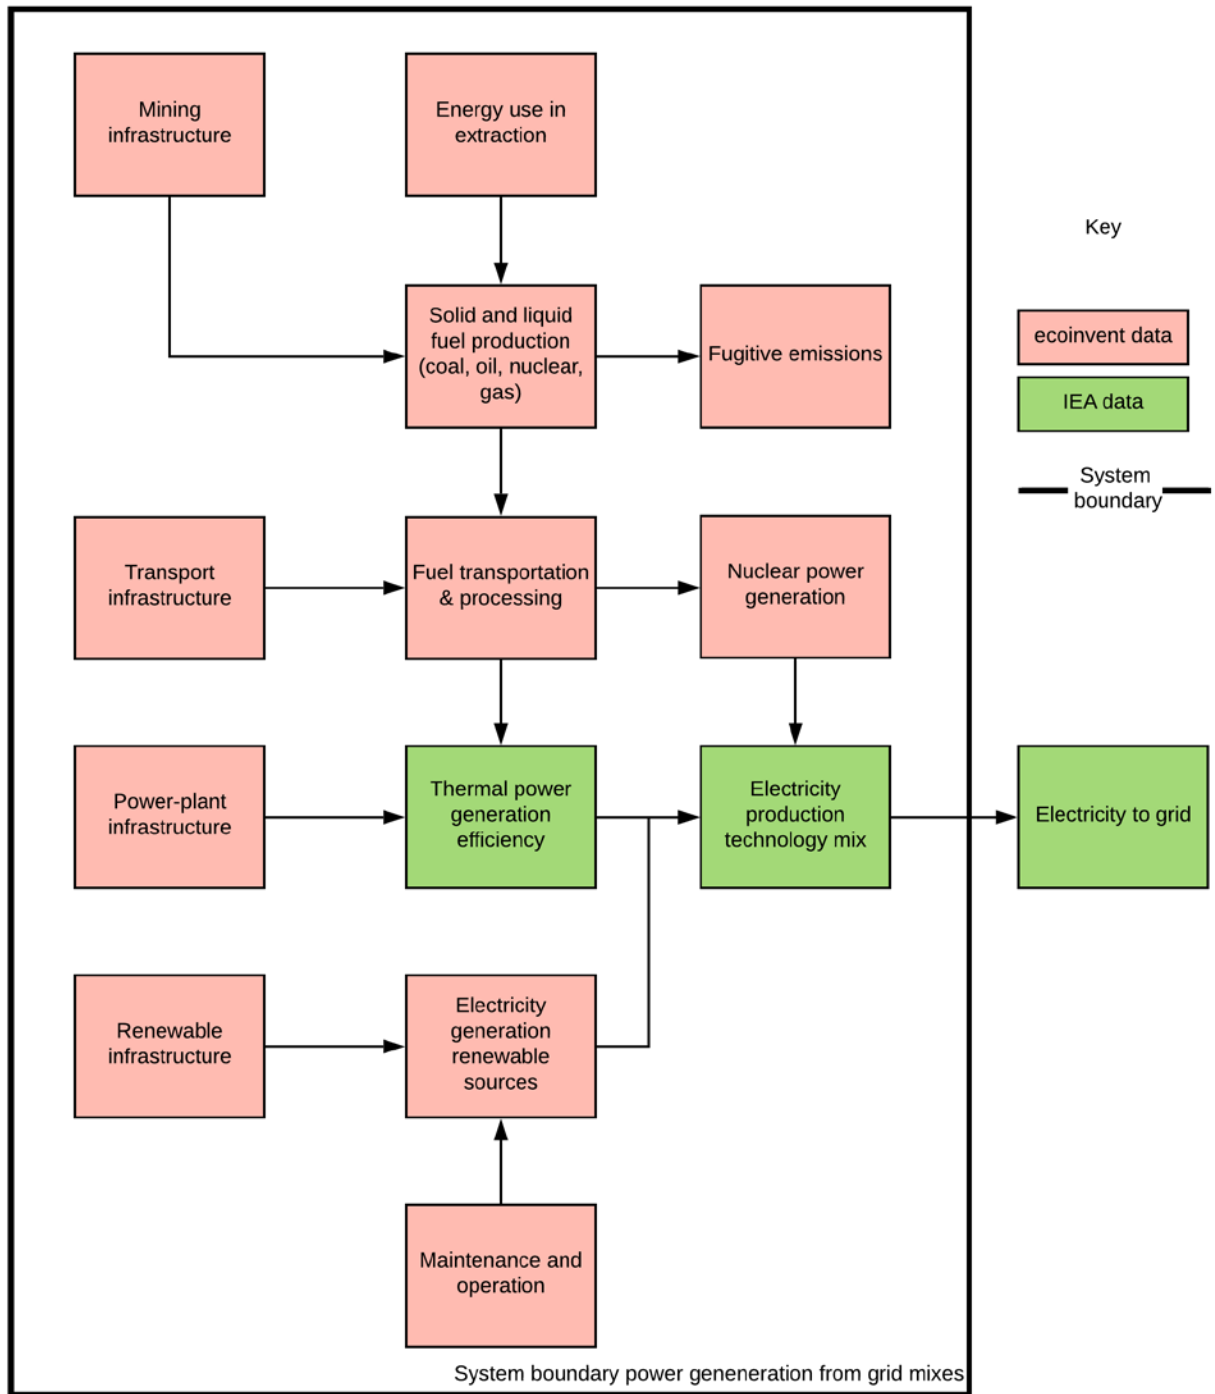 Mining
infrastructure
Energy use in
extraction
Key
Solid and liquid
fuel production
(coal, oil, nuclear,
gas)
Fugitive emissions
ecoinvent data
IEA data
System
boundary
Transport
infrastructure
Fuel transportation
& processing
Nuclear power
generation
Power-plant
infrastructure
Thermal power
generation
efficiency
Electricity
production
technology mix
Electricity to grid
Renewable
infrastructure
Electricity
generation
renewable
sources
Maintenance and
operation
System boundary power geneneration from grid mixes